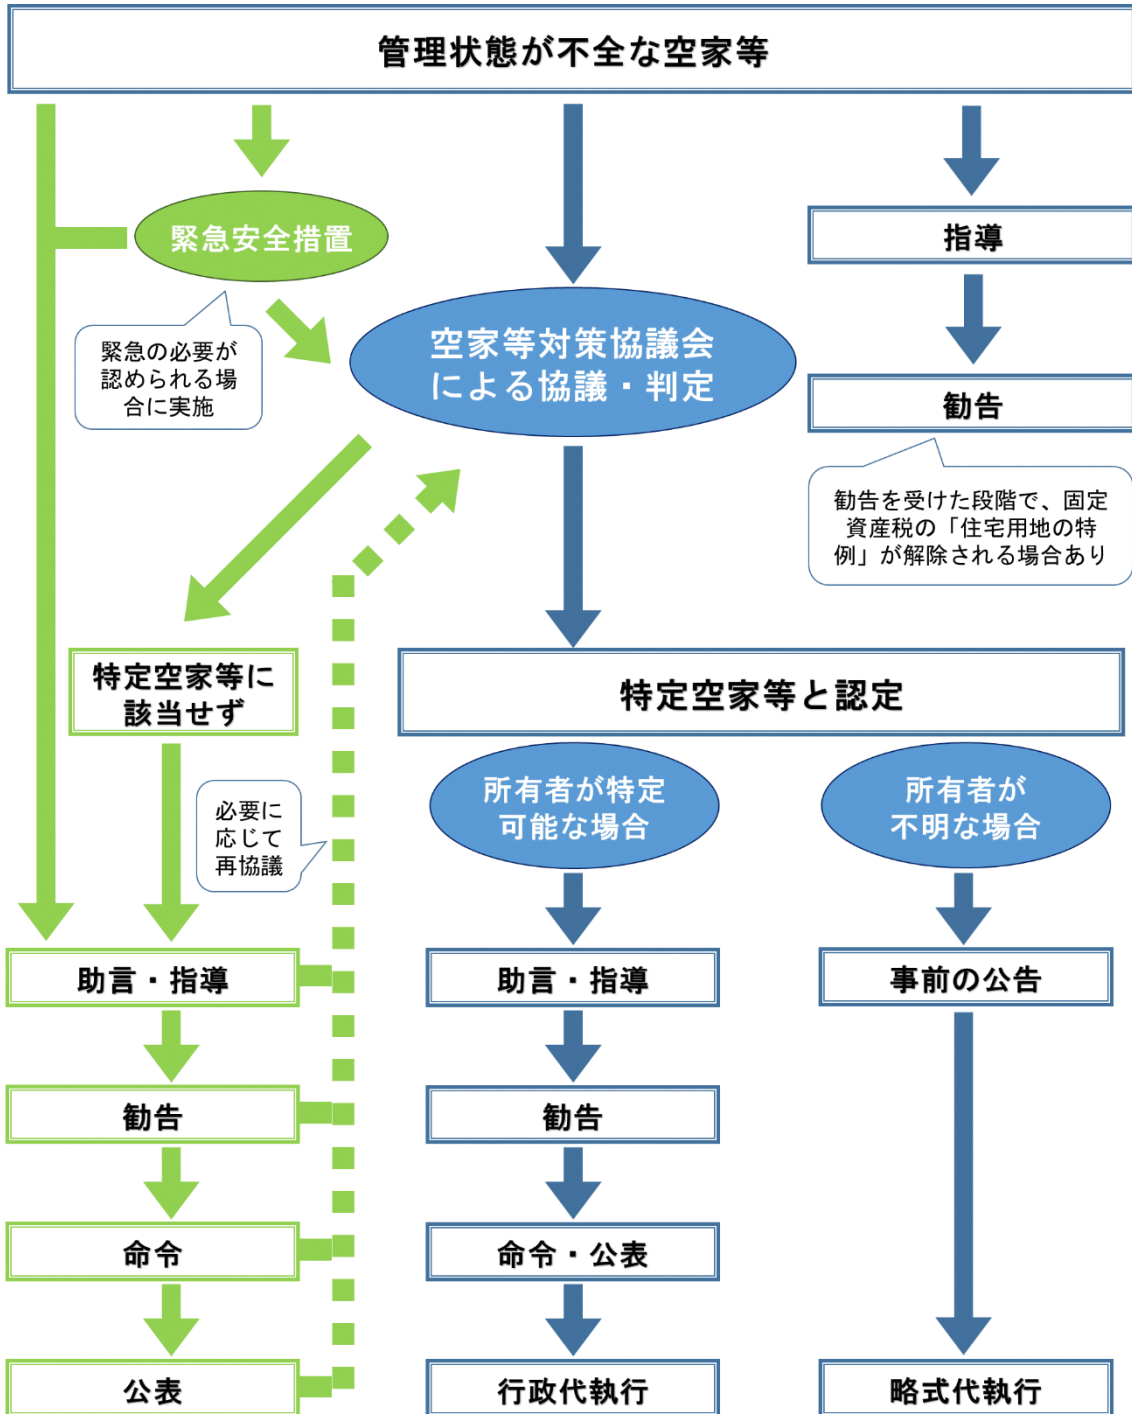 管理状態が不全な空家等
緊急安全措置
緊急の必要が
認められる場
合に実施
空家等対策協議会
による協議・判定
指導
勧告
勧告を受けた段階で、固定
資産税の「住宅用地の特
例」が解除される場合あり
特定空家等に
該当せず
特定空家等と認定
必要に
応じて
再協議
所有者が特定
可能な場合
所有者が
不明な場合
助言・指導
勧告
命令
公表
助言・指導
勧告
命令・公表
行政代執行
事前の公告
略式代執行